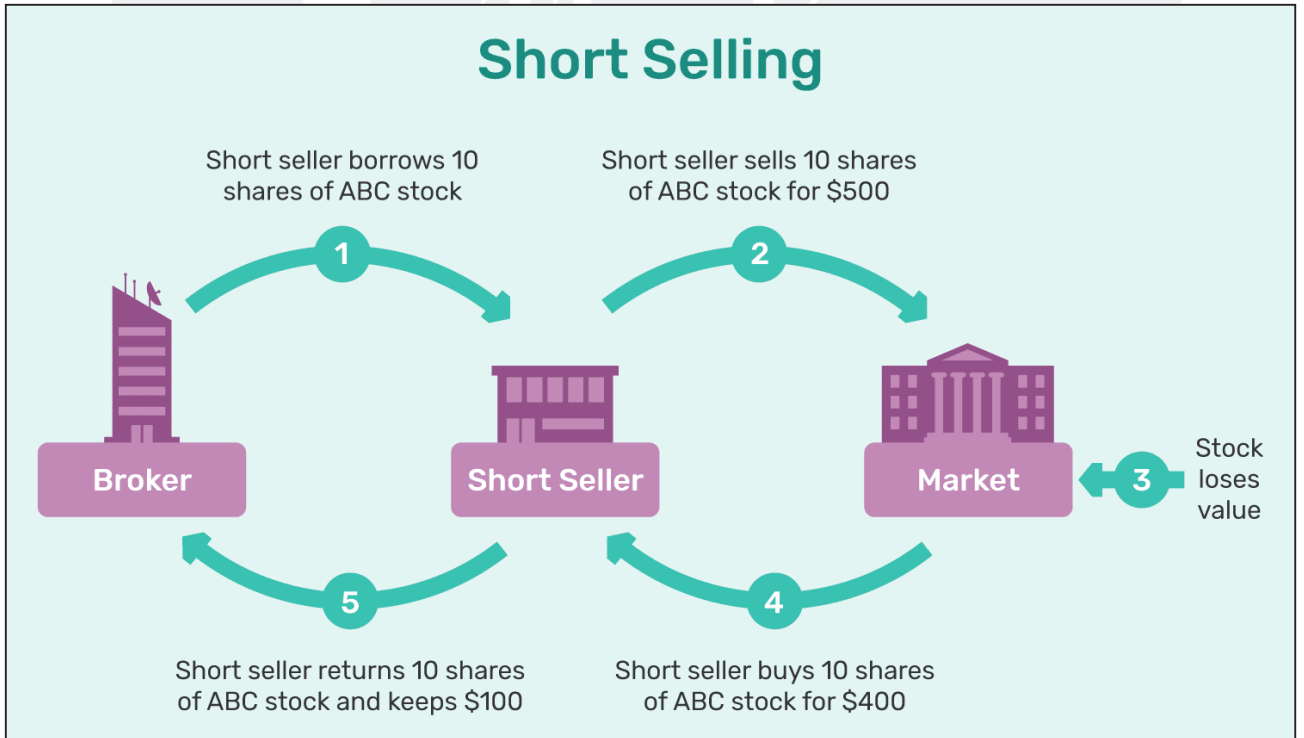 Short Selling
Short seller borrows 10
shares of ABC stock
Short seller sells 10 shares
of ABC stock for $500
1
2
Broker
Short Seller
Market
3
Stock
loses
value
5
4
Short seller returns 10 shares
of ABC stock and keeps $100
Short seller buys 10 shares
of ABC stock for $400